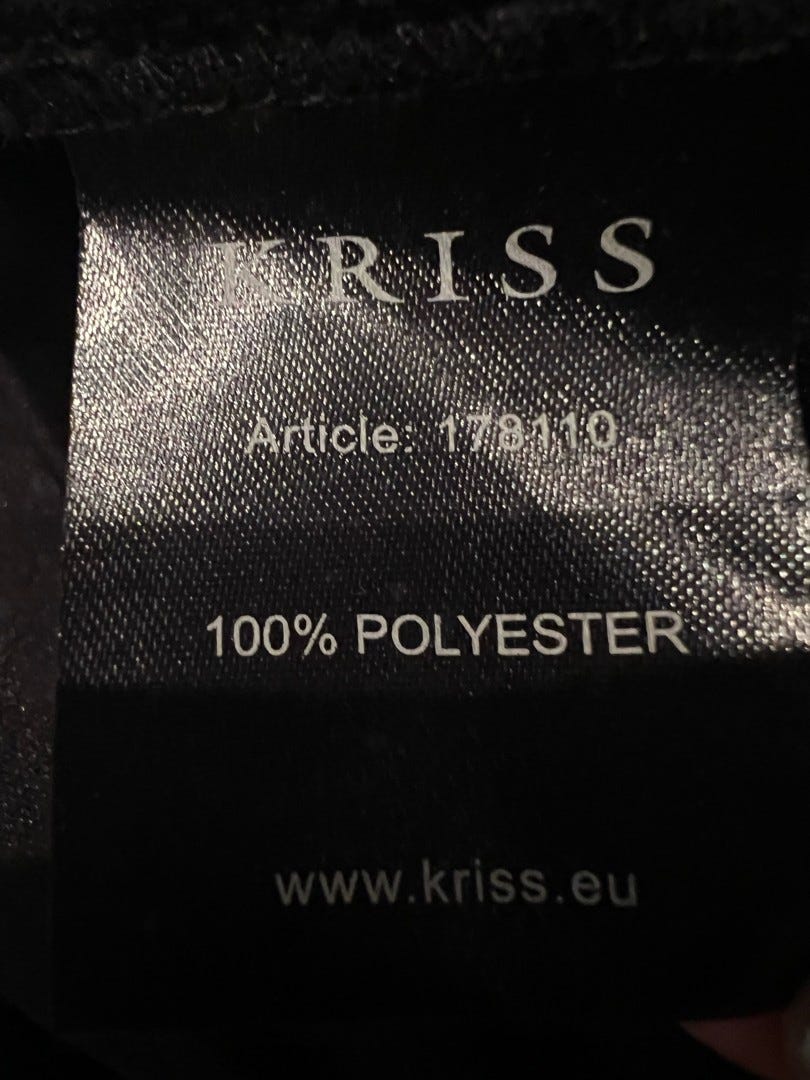 KRISS
Article: 178110
100% POLYESTER
www.kriss.eu